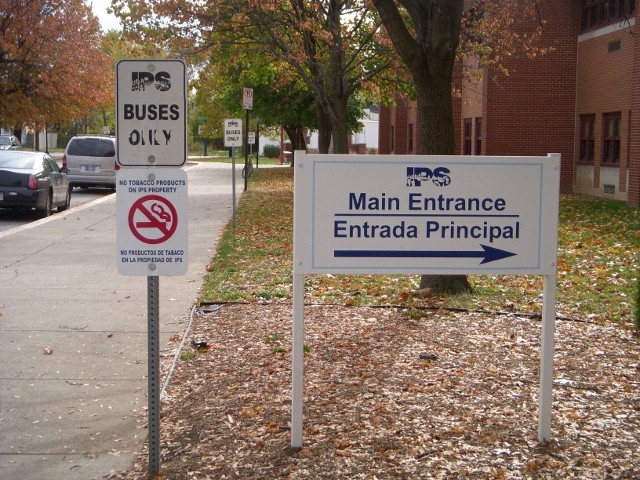 IPS
BUSES
ONLY
NO TOBACCO PRODUCTS
ON IPS PROPERTY
NO PRODUCTOS DE TABACO
EN LA PROPIEDAD DE IPS
BUSES
ONLY
IPS
Main Entrance
Entrada Principal